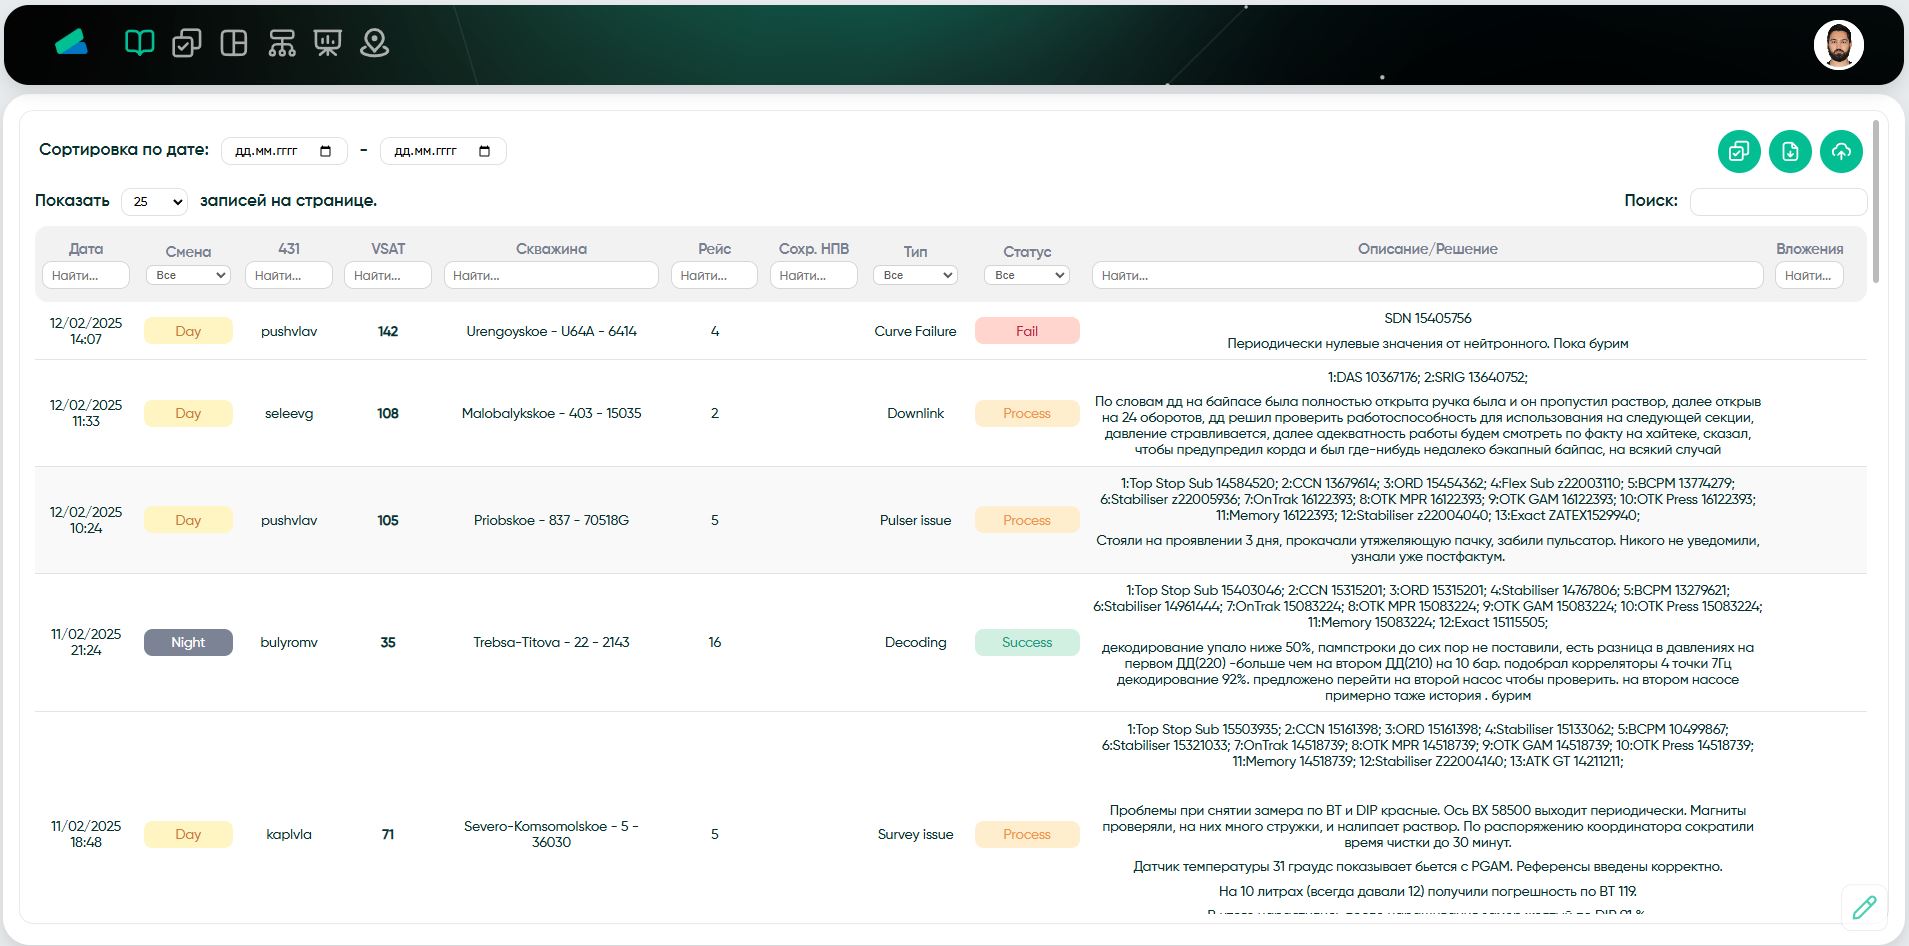 Сортировка по дате: дд.мм.гггг - дд.мм.гггг
Показать 25 записей на странице. Поиск:
Дата Смена 431 VSAT Скважина Рейс Сохр. НПВ Тип Статус Описание/Решение Вложения
Найти... Все Найти... Найти... Найти... Найти... Найти... Все Все Найти... Найти...
12/02/2025
14:07
Day
pushvlav
142
Urengoyskoe - U64A - 6414
4
Curve Failure
Fail
SDN 15405756
Периодически нулевые значения от нейтронного. Пока бурим
12/02/2025
11:33
Day
seleevg
108
Malobalykskoe - 403 - 15035
2
Downlink
Process
1:DAS 10367176; 2:SRIG 13640752;
По словам дд на байпасе была полностью открыта ручка была и он пропустил раствор, далее открыв
на 24 оборотов, дд решил проверить работоспособность для использования на следующей секции,
давление стравливается, далее адекватность работы будем смотреть по факту на хайтеке, сказал,
чтобы предупредил корда и был где-нибудь недалеко бэкапный байпас, на всякий случай
12/02/2025
10:24
Day
pushvlav
105
Priobskoe - 837 - 70518G
5
Pulser issue
Process
1:Top Stop Sub 14584520; 2:CCN 13679614; 3:ORD 15454362; 4:Flex Sub z22003110; 5:BCPM 13774279;
6:Stabiliser z22005936; 7:OnTrak 16122393; 8:OTK MPR 16122393; 9:OTK GAM 16122393; 10:OTK Press 16122393;
11:Memory 16122393; 12:Stabiliser z22004040; 13:Exact ZATEX1529940;
Стояли на проявлении 3 дня, прокачали утяжеляющую пачку, забили пульсатор. Никого не уведомили,
узнали уже постфактум.
11/02/2025
21:24
Night
bulyromv
35
Trebsa-Titova - 22 - 2143
16
Decoding
Success
1:Top Stop Sub 15403046; 2:CCN 15315201; 3:ORD 15315201; 4:Stabiliser 14767806; 5:BCPM 13279621;
6:Stabiliser 14961444; 7:OnTrak 15083224; 8:OTK MPR 15083224; 9:OTK GAM 15083224; 10:OTK Press 15083224;
11:Memory 15083224; 12:Exact 15115505;
декодирование упало ниже 50%, пампстроки до сих пор не поставили, есть разница в давлениях на
первом ДД(220) -больше чем на втором ДД(210) на 10 бар. подобрал корреляторы 4 точки 7Гц
декодирование 92%. предложено перейти на второй насос чтобы проверить. на втором насосе
примерно таже история . бурим
11/02/2025
18:48
Day
kaplvla
71
Severo-Komsomolskoe - 5 -
36030
5
Survey issue
Process
1:Top Stop Sub 15503935; 2:CCN 15161398; 3:ORD 15161398; 4:Stabiliser 15133062; 5:BCPM 10499867;
6:Stabiliser 15321033; 7:OnTrak 14518739; 8:OTK MPR 14518739; 9:OTK GAM 14518739; 10:OTK Press 14518739;
11:Memory 14518739; 12:Stabiliser Z22004140; 13:ATK GT 14211211;
Проблемы при снятии замера по BT и DIP красные. Ось BX 58500 выходит периодически. Магниты
проверяли, на них много стружки, и налипает раствор. По распоряжению координатора сократили
время чистки до 30 минут.
Датчик температуры 31 граудс показывает бьется с PGAM. Референсы введены корректно.
На 10 литрах (всегда давали 12) получили погрешность по BT 119.